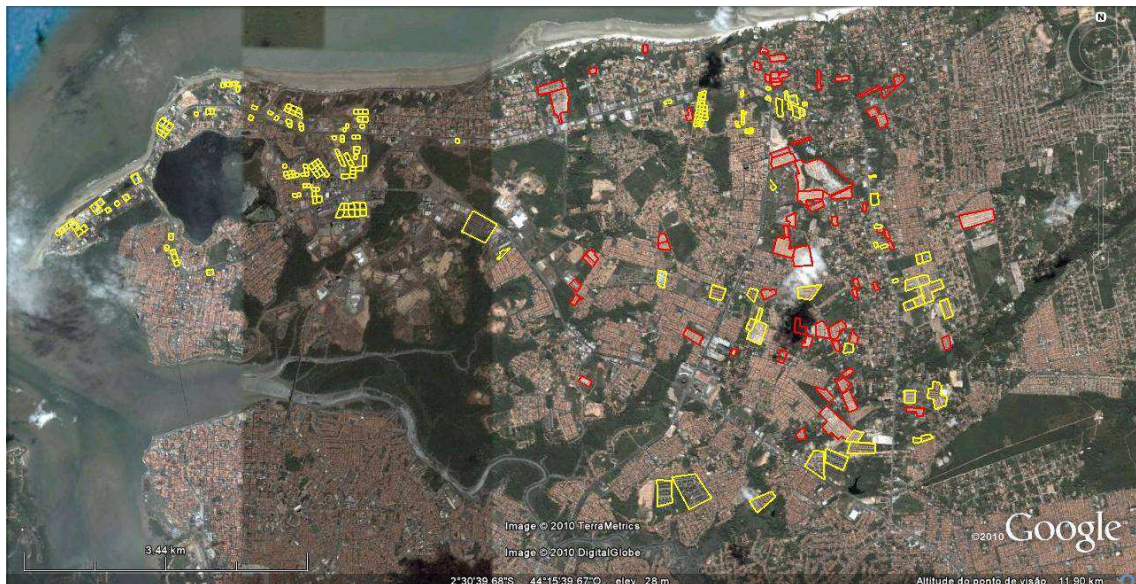 N
Image © 2010 TerraMetrics
3.44 km
©2010 Google
Image © 2010 DigitalGlobe
2°30'39.68"S 44°15'39.67"O elev 28 m
Altitude do ponto de visão 11.90 km